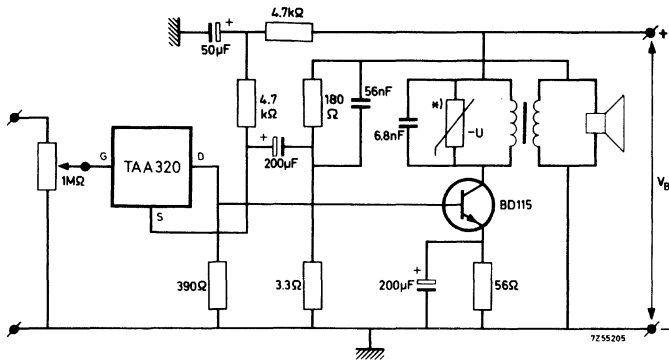 4.7kΩ
+
+
50µF
4.7
kΩ
180
Ω
56nF
*)
-U
6.8nF
+
200µF
G
TAA320
D
1MΩ
S
BD115
V_B
+
390Ω
3.3Ω
200µF
56Ω
7Z55205
-